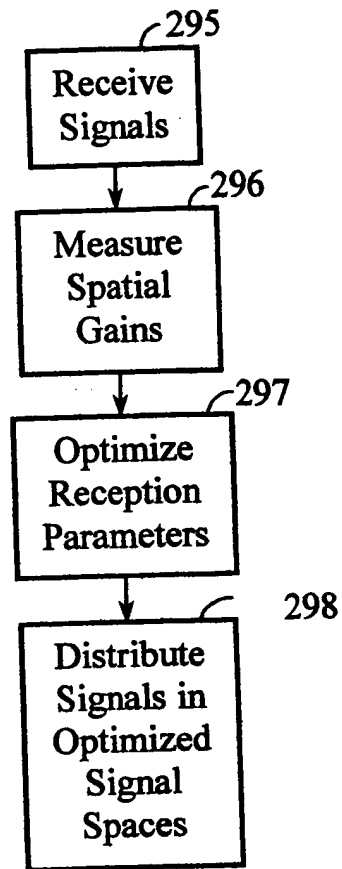 295
Receive
Signals
296
Measure
Spatial
Gains
297
Optimize
Reception
Parameters
298
Distribute
Signals in
Optimized
Signal
Spaces